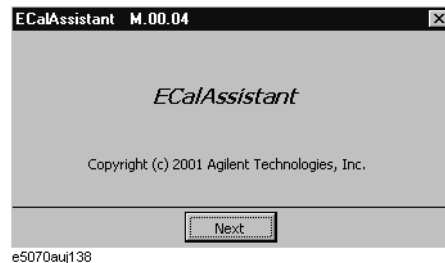 ECalAssistant M.00.04
ECalAssistant
Copyright (c) 2001 Agilent Technologies, Inc.
Next
e5070auj138